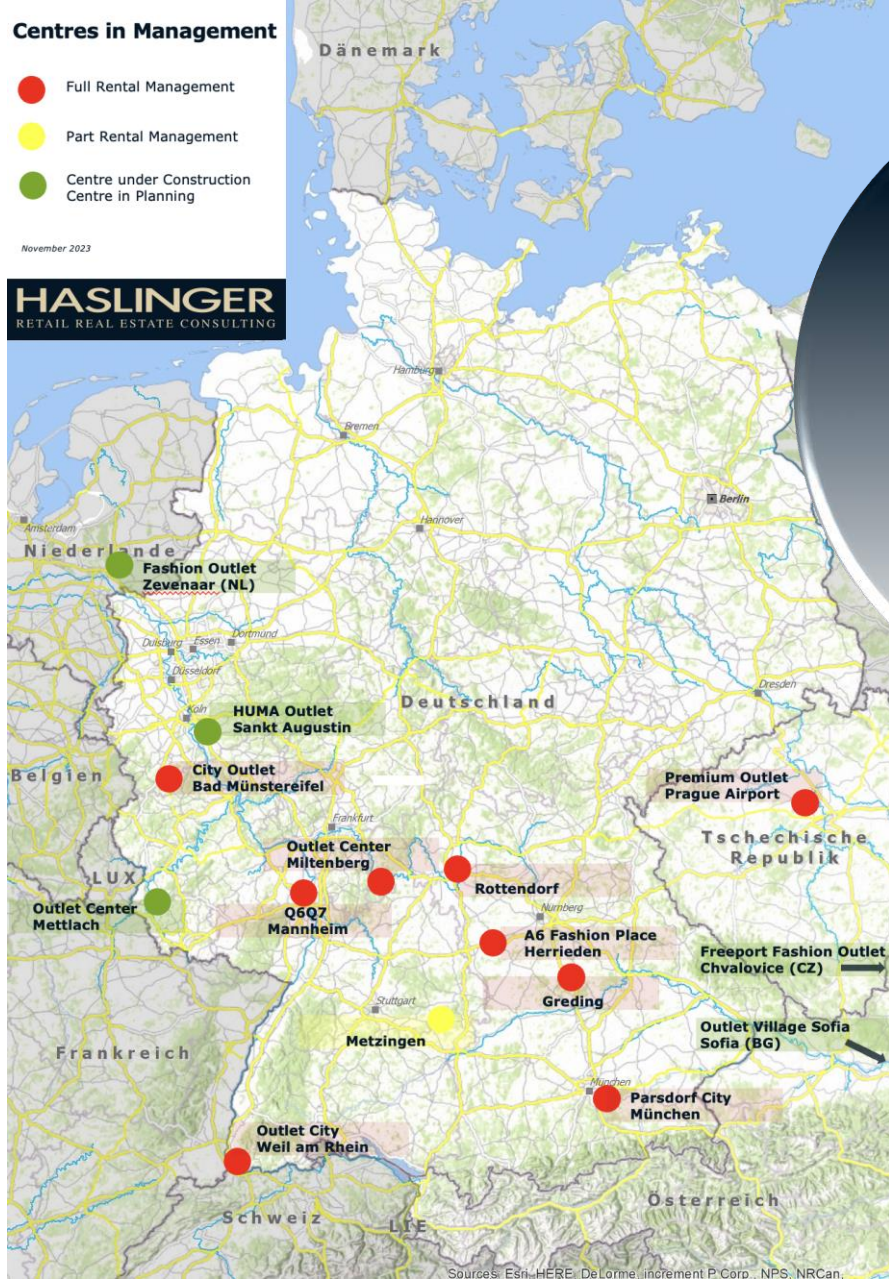 Centres in Management
Full Rental Management
Part Rental Management
Centre under Construction
Centre in Planning
November 2023
HASLINGER
RETAIL REAL ESTATE CONSULTING
Dänemark
Hamburg
Bremen
Berlin
Amsterdam
Hannover
Niederlande
Fashion Outlet
Zevenaar (NL)
Duisburg
Essen
Dortmund
Düsseldorf
Deutschland
Dresden
Köln
HUMA Outlet
Sankt Augustin
Belgien
City Outlet
Bad Münstereifel
Premium Outlet
Prague Airport
Frankfurt
Tschechische
Republik
Outlet Center
Miltenberg
LUX
Rottendorf
Outlet Center
Mettlach
Q6Q7
Mannheim
Nürnberg
A6 Fashion Place
Herrieden
Freeport Fashion Outlet
Chvalovice (CZ)
Greding
Stuttgart
Metzingen
Outlet Village Sofia
Sofia (BG)
Frankreich
München
Parsdorf City
München
Outlet City
Weil am Rhein
Österreich
Schweiz
LIE
Sources: Esri, HERE, DeLorme, increment P Corp., NPS, NRCan,